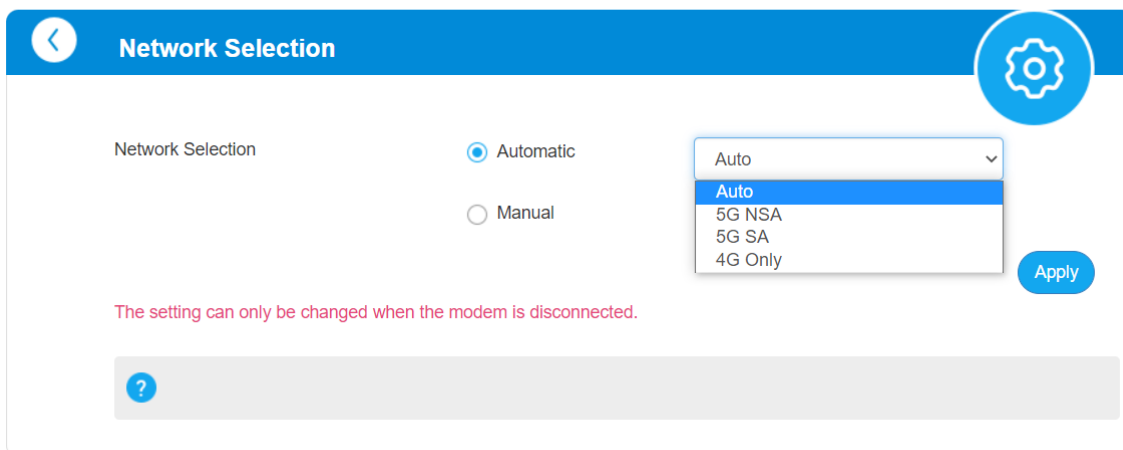 Network Selection
Network Selection
Automatic
Auto
Auto
Manual
5G NSA
5G SA
4G Only
Apply
The setting can only be changed when the modem is disconnected.
?